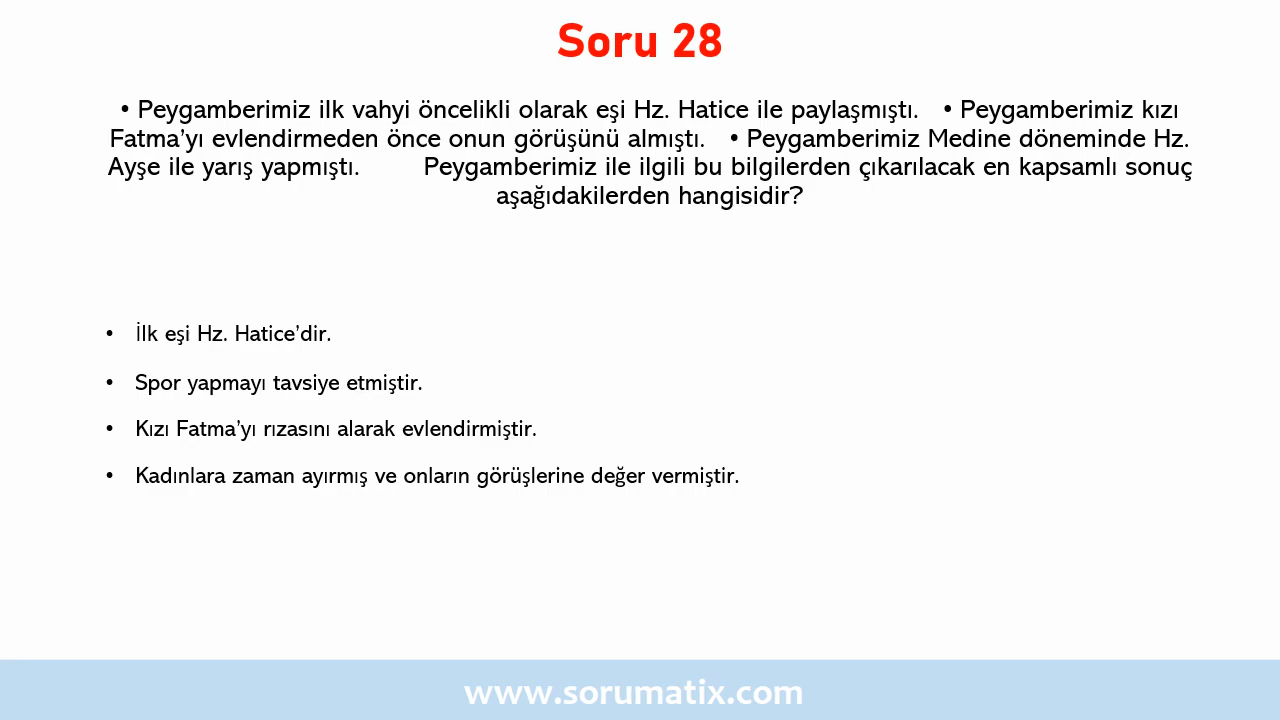 Soru 28
• Peygamberimiz ilk vahyi öncelikli olarak eşi Hz. Hatice ile paylaşmıştı. • Peygamberimiz kızı
Fatma’yı evlendirmeden önce onun görüşünü almıştı. • Peygamberimiz Medine döneminde Hz.
Ayşe ile yarış yapmıştı. Peygamberimiz ile ilgili bu bilgilerden çıkarılacak en kapsamlı sonuç
aşağıdakilerden hangisidir?
• İlk eşi Hz. Hatice’dir.
• Spor yapmayı tavsiye etmiştir.
• Kızı Fatma’yı rızasını alarak evlendirmiştir.
• Kadınlara zaman ayırmış ve onların görüşlerine değer vermiştir.
www.sorumatix.com